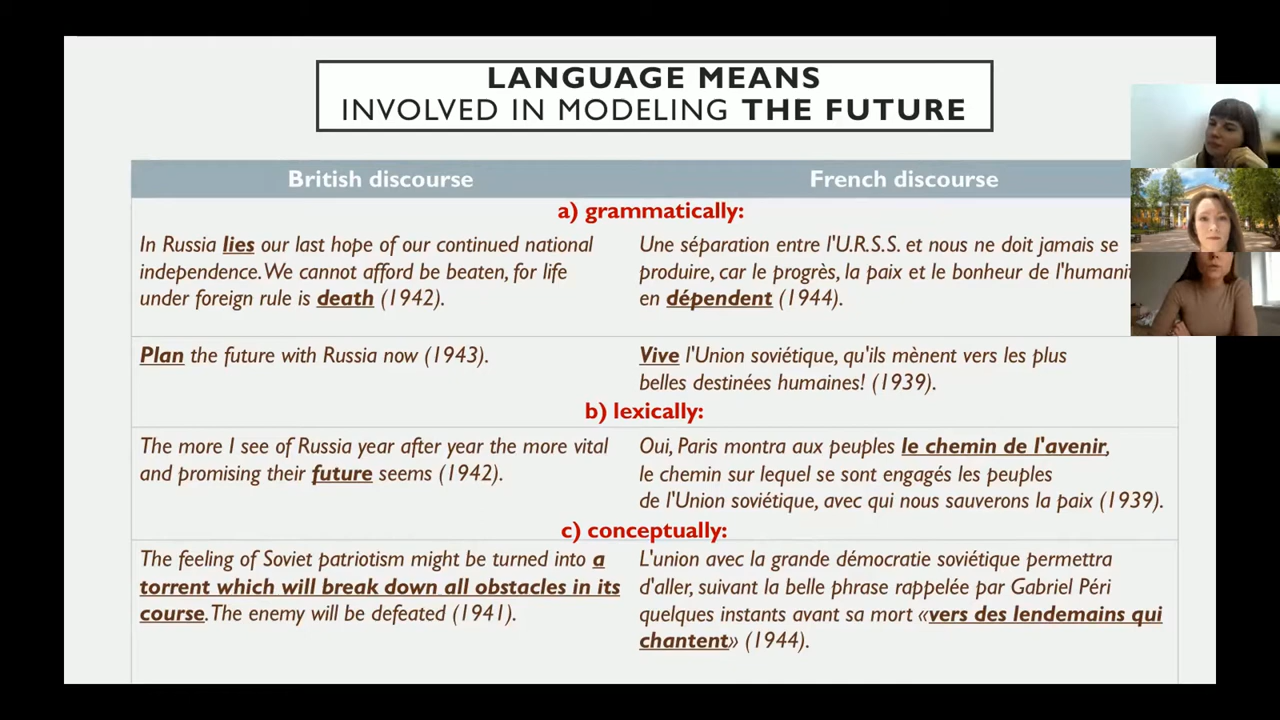 LANGUAGE MEANS
INVOLVED IN MODELING THE FUTURE
British discourse
French discourse
a) grammatically:
In Russia lies our last hope of our continued national
independence. We cannot afford be beaten, for life
under foreign rule is death (1942).
Une séparation entre l'U.R.S.S. et nous ne doit jamais se
produire, car le progrès, la paix et le bonheur de
en dépendent (1944).
Plan the future with Russia now (1943).
Vive l'Union soviétique, qu'ils mènent vers les plus
belles destinées humaines! (1939).
b) lexically:
The more I see of Russia year after year the more vital
and promising their future seems (1942).
Oui, Paris montra aux peuples le chemin de l'avenir,
le chemin sur lequel se sont engagés les peuples
de l'Union soviétique, avec qui nous sauverons la paix (1939).
c) conceptually:
The feeling of Soviet patriotism might be turned into a
torrent which will break down all obstacles in its
course. The enemy will be defeated (1941).
L'union avec la grande démocratie soviétique permettra
d'aller, suivant la belle phrase rappelée par Gabriel Péri
quelques instants avant sa mort «vers des lendemains qui
chantent» (1944).